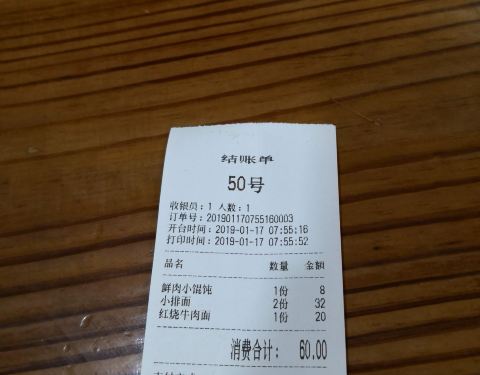 结账单
50号
收银员：1 人数：1
订单号：201901170755160003
开台时间：2019-01-17 07:55:16
打印时间：2019-01-17 07:55:52
品名 数量 金额
鲜肉小馄饨 1份 8
小排面 2份 32
红烧牛肉面 1份 20
消费合计： 60.00